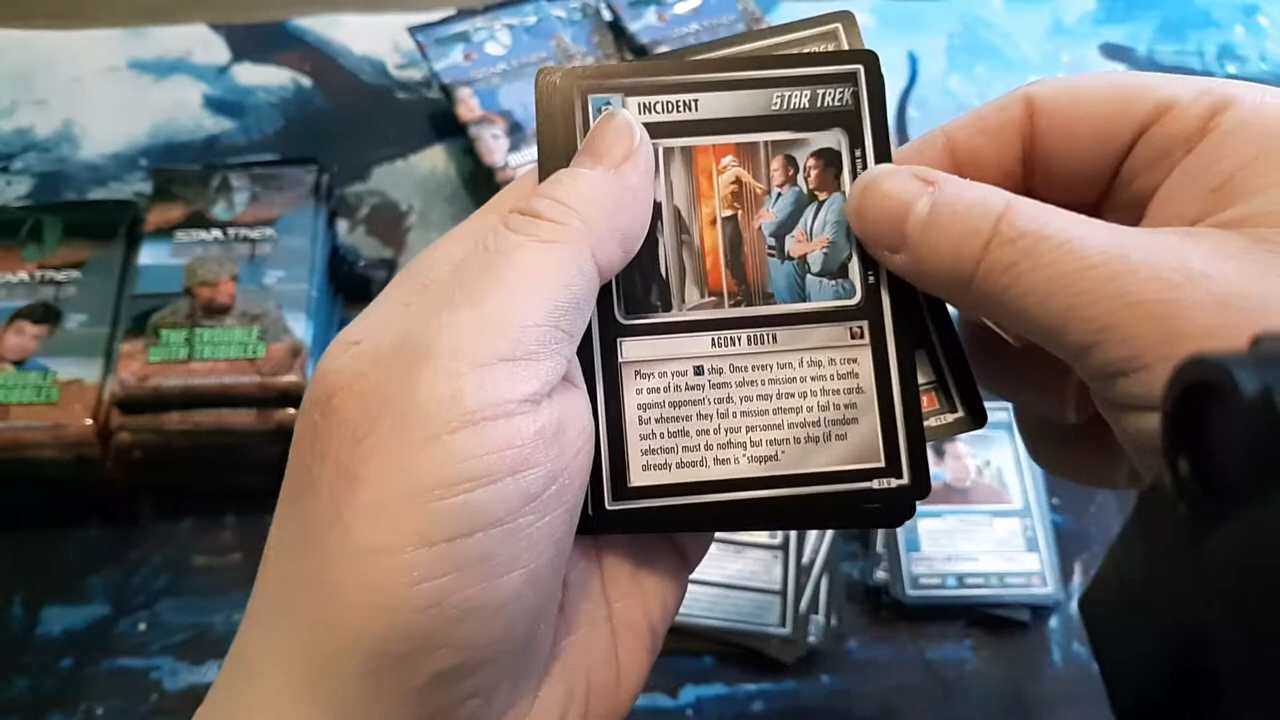 INCIDENT STAR TREK
AGONY BOOTH
Plays on your M ship. Once every turn, if ship, its crew,
or one of its Away Teams solves a mission or wins a battle
against opponent's cards, you may draw up to three cards.
But whenever they fail a mission attempt or fail to win
such a battle, one of your personnel involved (random
selection) must do nothing but return to ship (if not
already aboard), then is "stopped."
31 U
STAR TREK
THE TROUBLE
WITH TRIBBLES